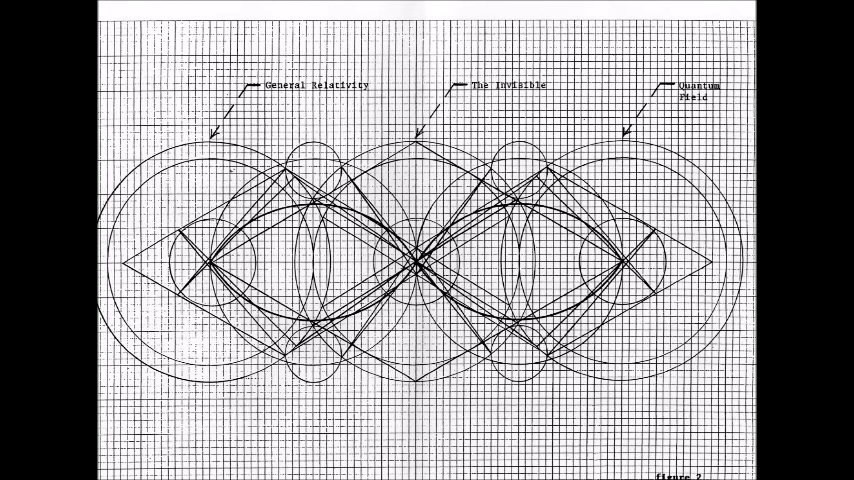 General Relativity
The Invisible
Quantum
Field
figure 2